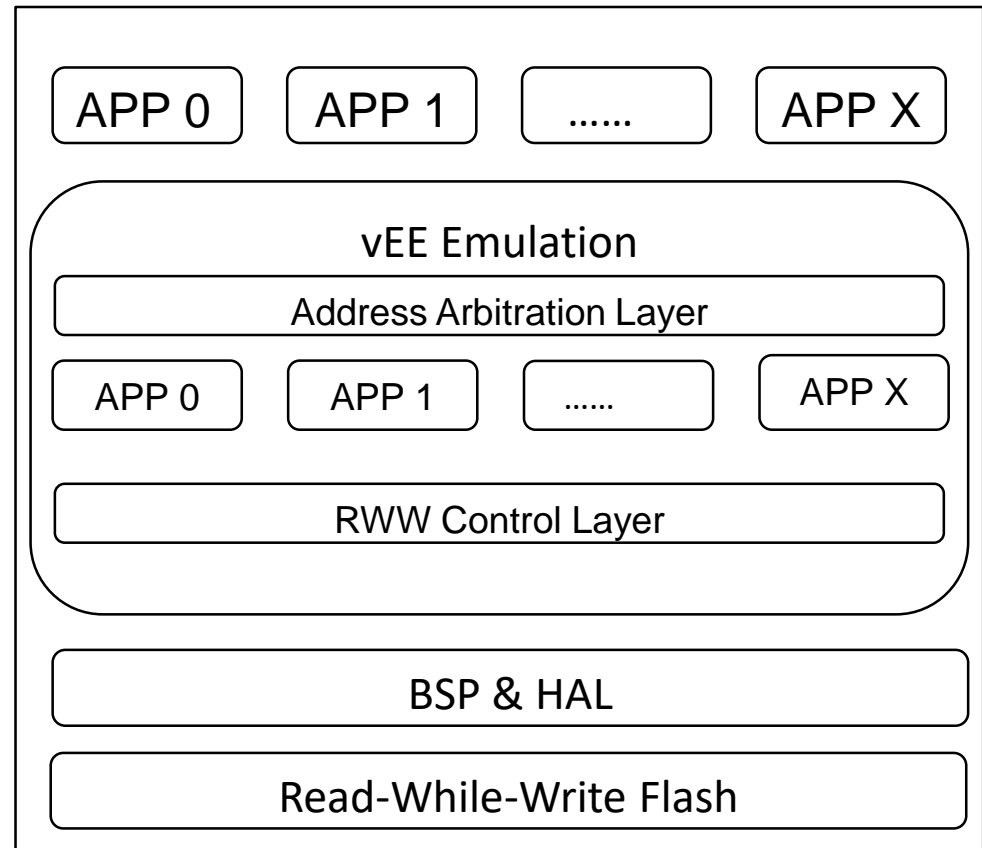 APP 0 APP 1 ...... APP X
vEE Emulation
Address Arbitration Layer
APP 0 APP 1 ...... APP X
RWW Control Layer
BSP & HAL
Read-While-Write Flash